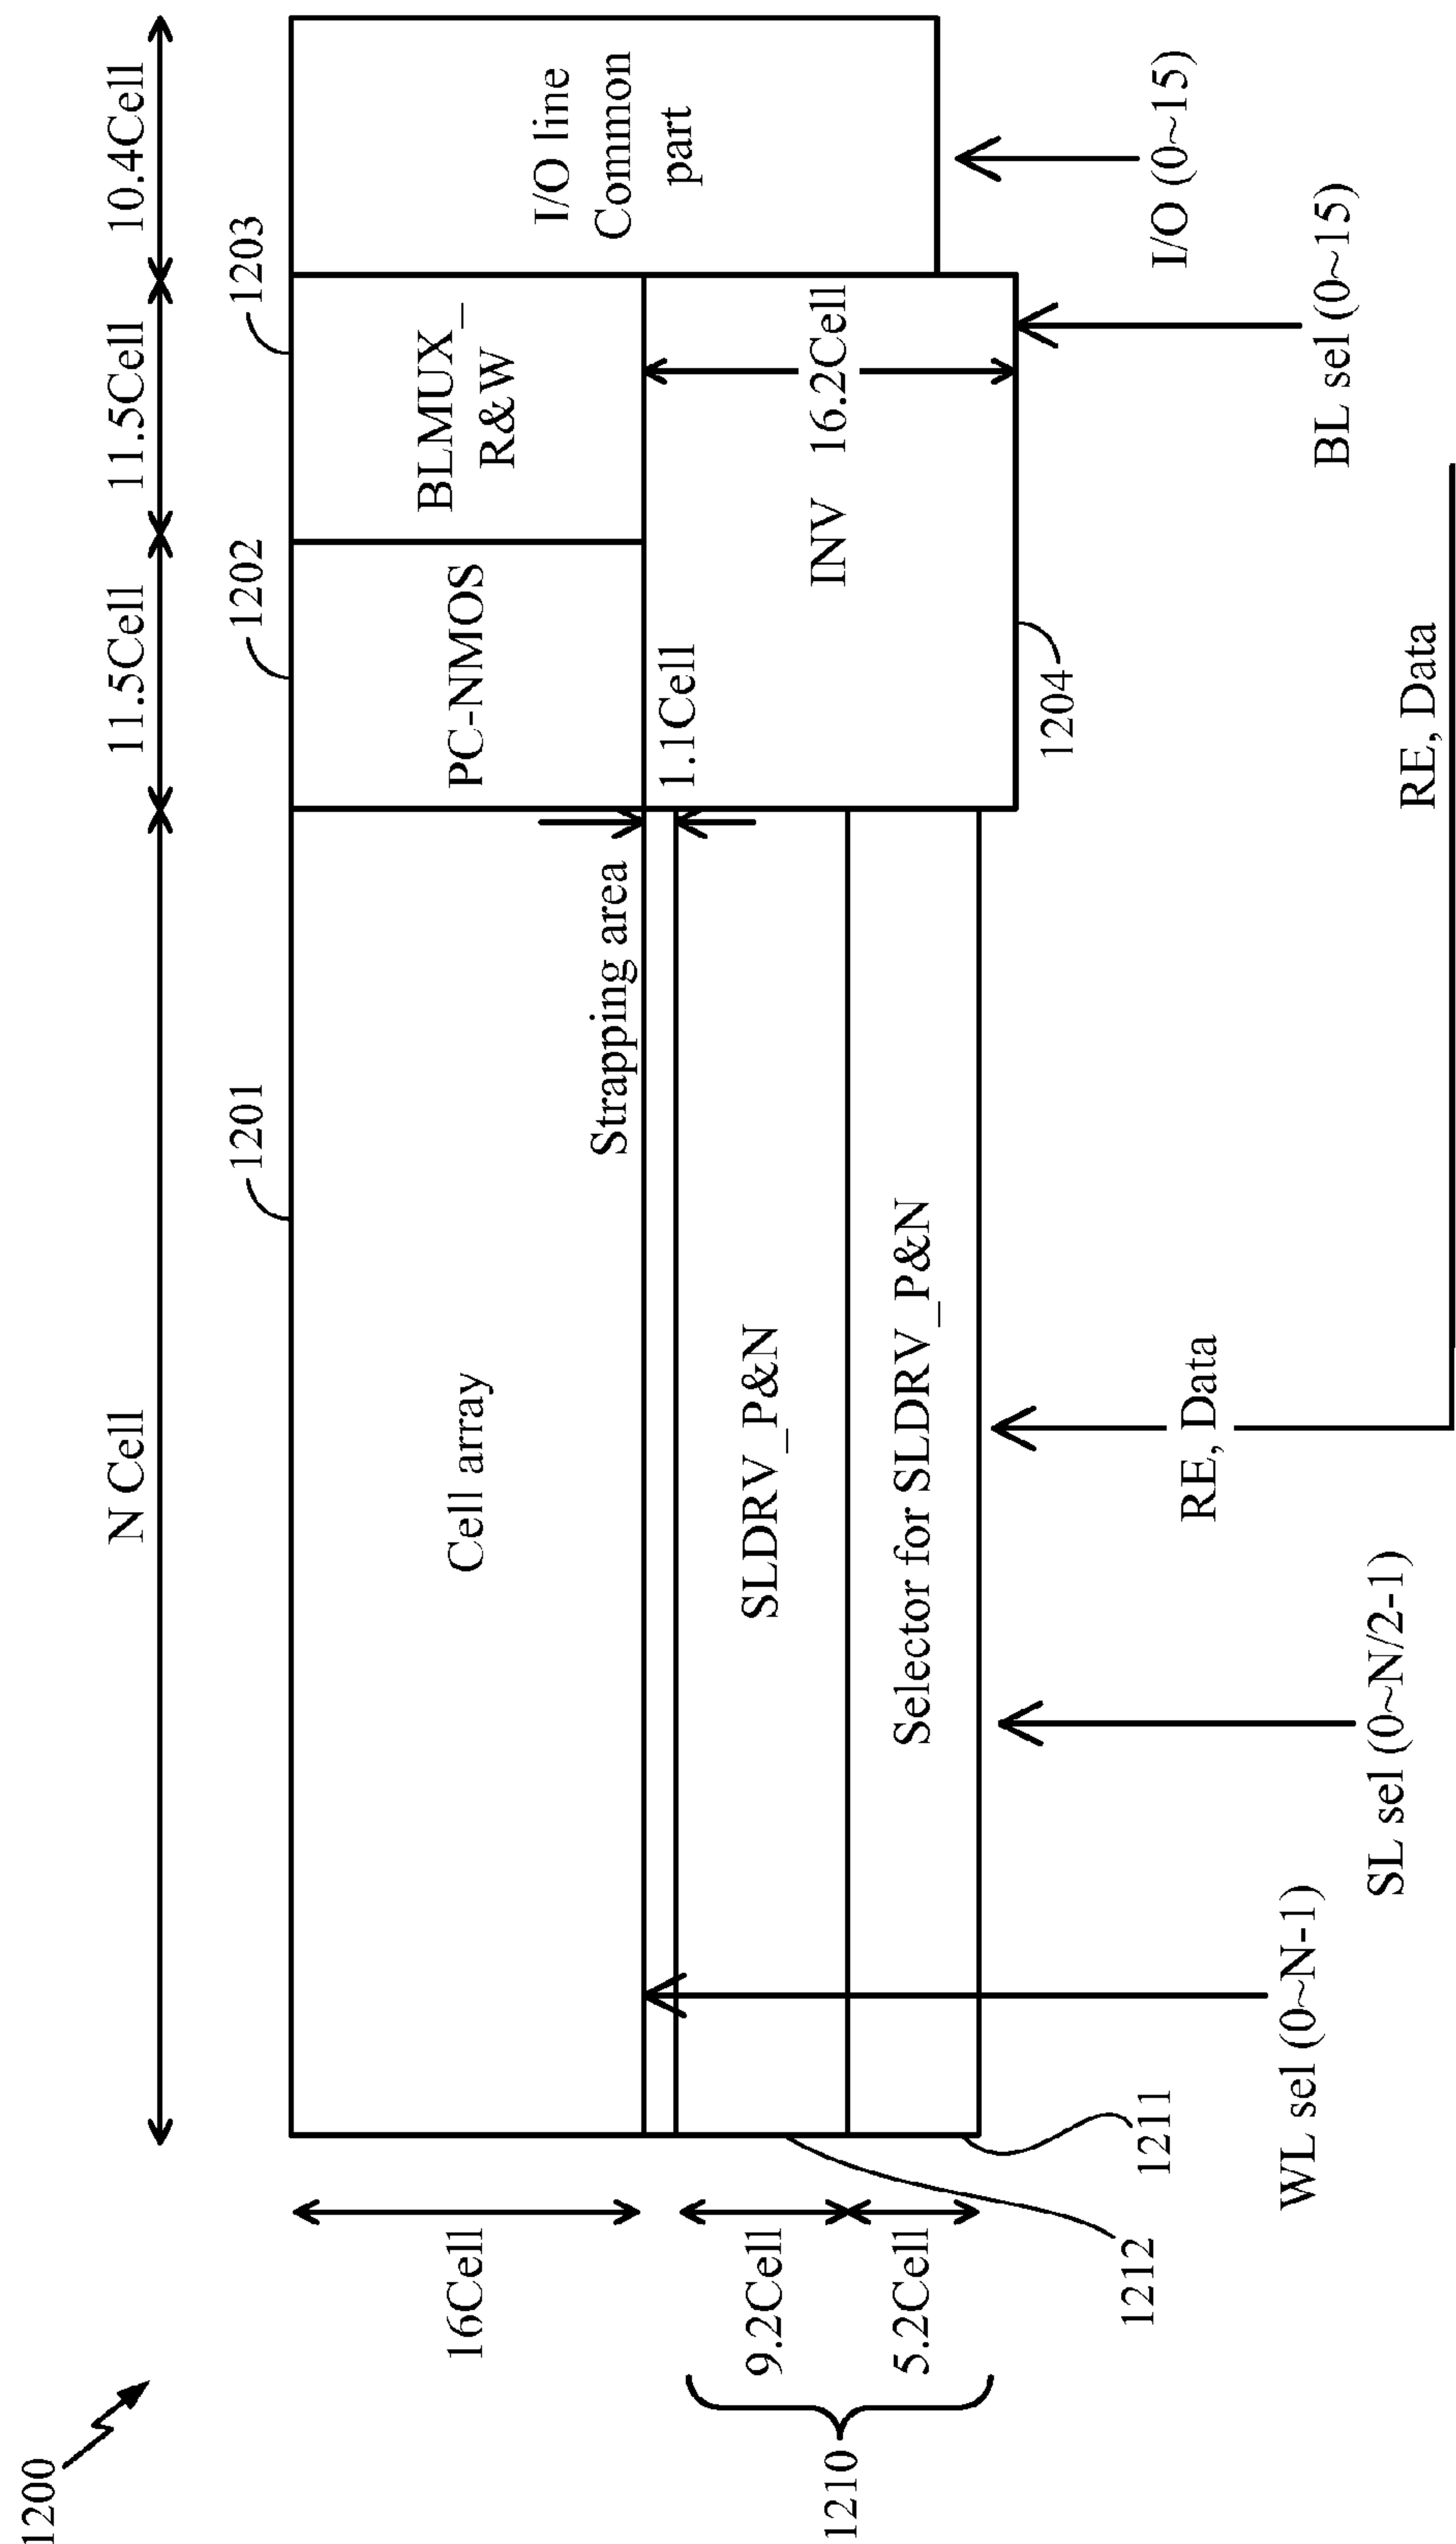 1200
N Cell
11.5Cell
11.5Cell
10.4Cell
1201
1202
1203
16Cell
Cell array
PC-NMOS
BLMUX_
R&W
I/O line
Common
part
Strapping area
1.1Cell
9.2Cell
SLDRV_P&N
INV
16.2Cell
1210
5.2Cell
Selector for SLDRV_P&N
1204
1212
1211
I/O (0~15)
RE, Data
WL sel (0~N-1)
BL sel (0~15)
SL sel (0~N/2-1)
RE, Data